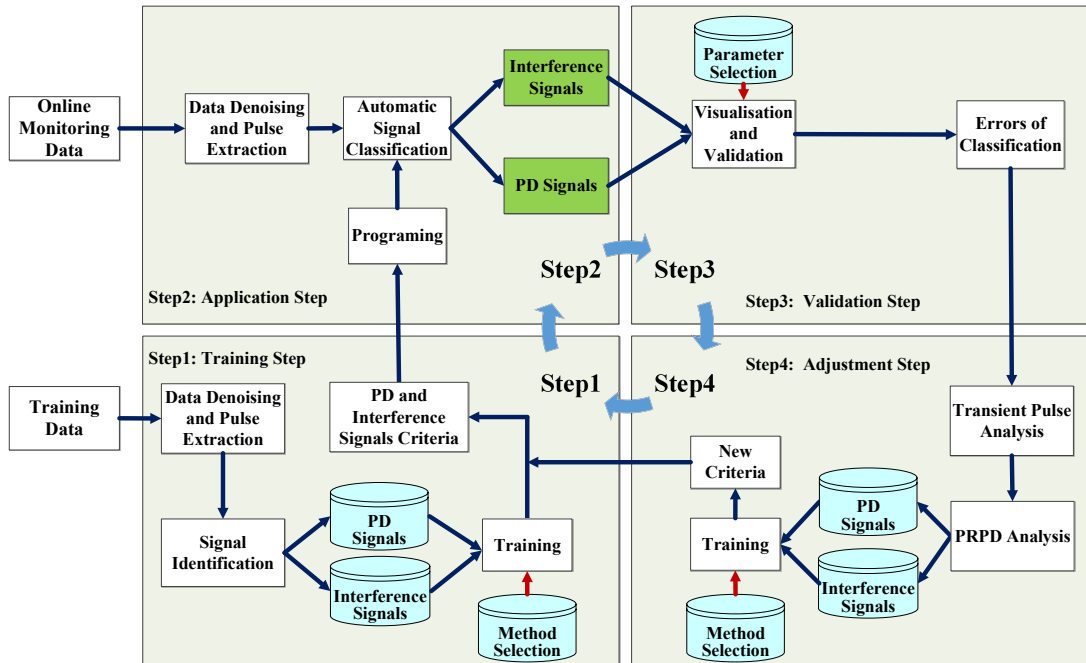 Online
Monitoring
Data
Data Denoising
and Pulse
Extraction
Automatic
Signal
Classification
Interference
Signals
PD Signals
Programing
Step2: Application Step
Parameter
Selection
Visualisation
and
Validation
Errors of
Classification
Step3:  Validation Step
Step2
Step3
Step1
Step4
Step1: Training Step
Training
Data
Data Denoising
and Pulse
Extraction
PD and
Interference
Signals Criteria
Signal
Identification
PD
Signals
Interference
Signals
Training
Method
Selection
Step4:  Adjustment Step
Transient Pulse
Analysis
New
Criteria
PD
Signals
PRPD Analysis
Training
Interference
Signals
Method
Selection